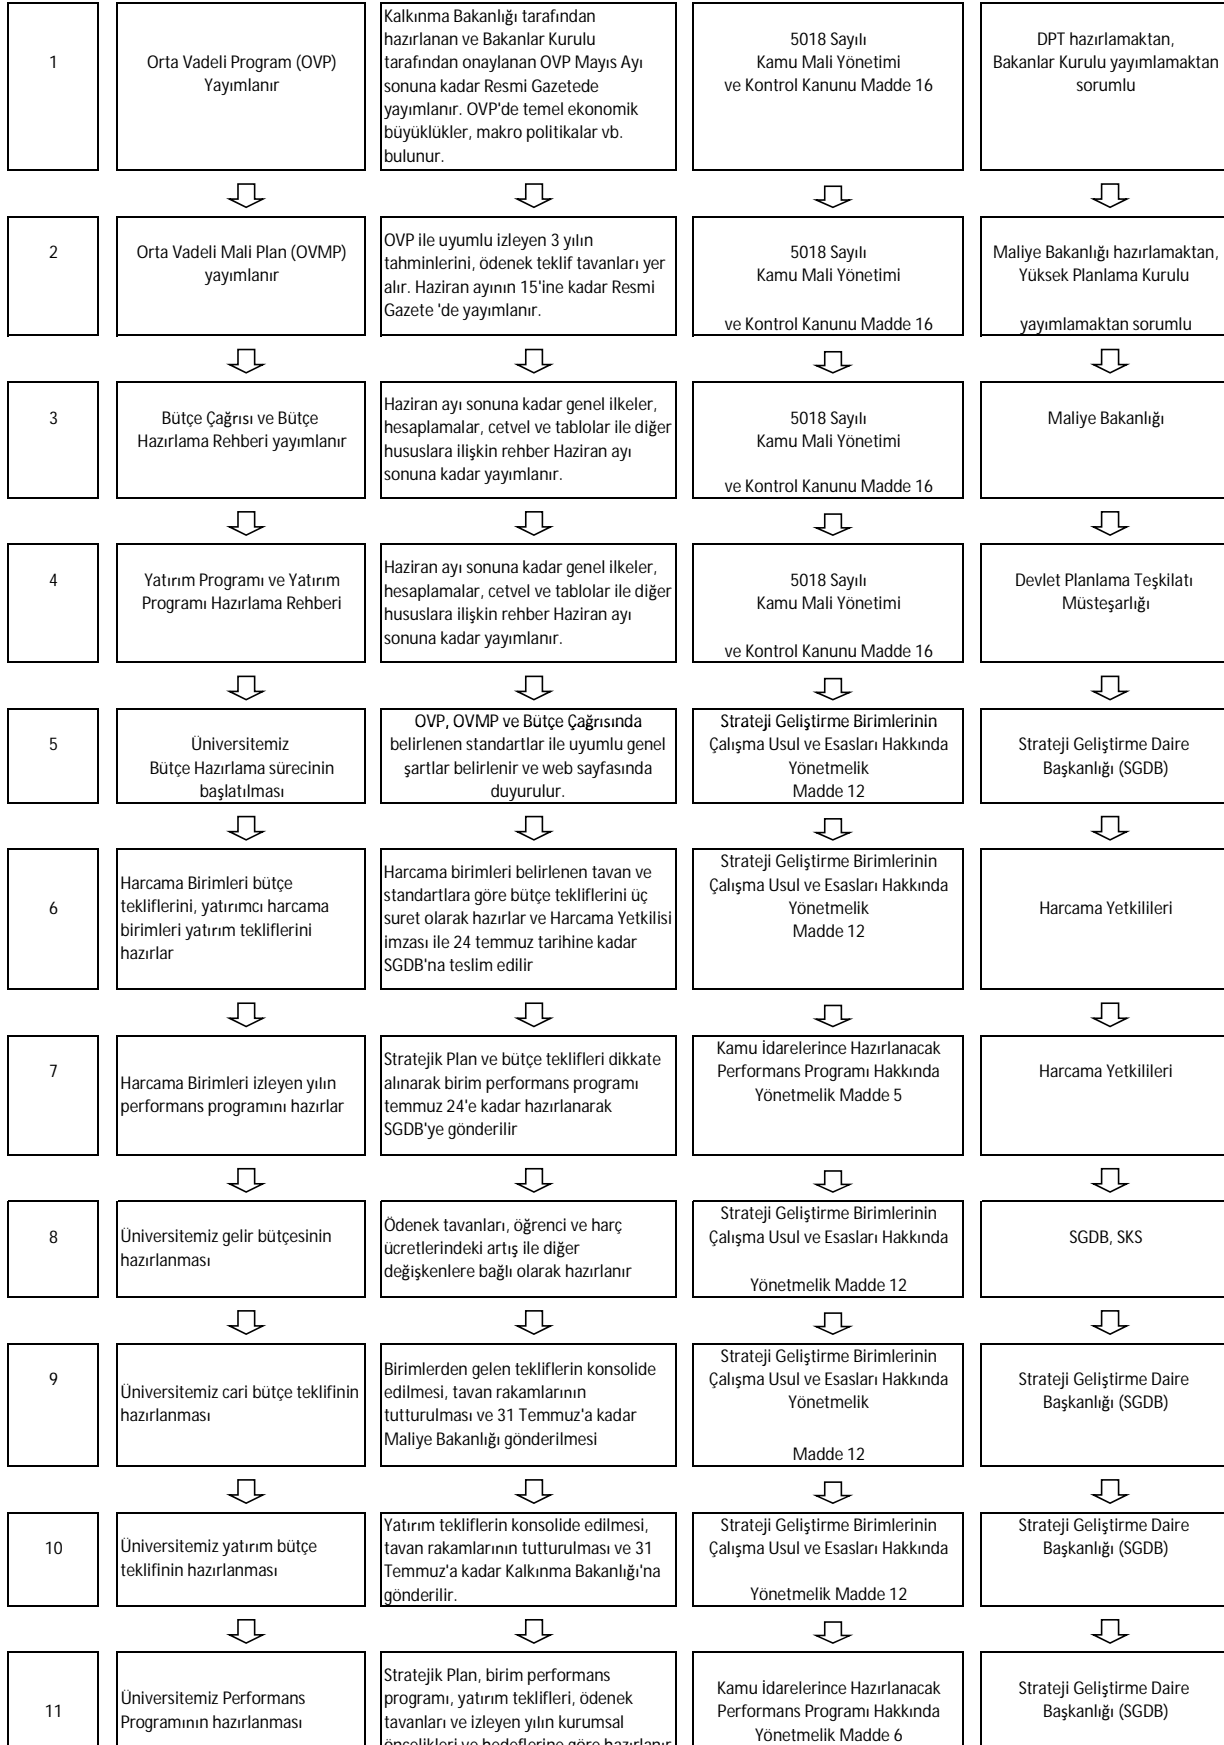 1
Orta Vadeli Program (OVP)
Yayımlanır
Kalkınma Bakanlığı tarafından
hazırlanan ve Bakanlar Kurulu
tarafından onaylanan OVP Mayıs Ayı
sonuna kadar Resmi Gazetede
yayımlanır. OVP'de temel ekonomik
büyüklükler, makro politikalar vb.
bulunur.
5018 Sayılı
Kamu Mali Yönetimi
ve Kontrol Kanunu Madde 16
DPT hazırlamaktan,
Bakanlar Kurulu yayımlamaktan
sorumlu
2
Orta Vadeli Mali Plan (OVMP)
yayımlanır
OVP ile uyumlu izleyen 3 yılın
tahminlerini, ödenek teklif tavanları yer
alır. Haziran ayının 15'ine kadar Resmi
Gazete 'de yayımlanır.
5018 Sayılı
Kamu Mali Yönetimi
ve Kontrol Kanunu Madde 16
Maliye Bakanlığı hazırlamaktan,
Yüksek Planlama Kurulu
yayımlamaktan sorumlu
3
Bütçe Çağrısı ve Bütçe
Hazırlama Rehberi yayımlanır
Haziran ayı sonuna kadar genel ilkeler,
hesaplamalar, cetvel ve tablolar ile diğer
hususlara ilişkin rehber Haziran ayı
sonuna kadar yayımlanır.
5018 Sayılı
Kamu Mali Yönetimi
ve Kontrol Kanunu Madde 16
Maliye Bakanlığı
4
Yatırım Programı ve Yatırım
Programı Hazırlama Rehberi
Haziran ayı sonuna kadar genel ilkeler,
hesaplamalar, cetvel ve tablolar ile diğer
hususlara ilişkin rehber Haziran ayı
sonuna kadar yayımlanır.
5018 Sayılı
Kamu Mali Yönetimi
ve Kontrol Kanunu Madde 16
Devlet Planlama Teşkilatı
Müsteşarlığı
5
Üniversitemiz
Bütçe Hazırlama sürecinin
başlatılması
OVP, OVMP ve Bütçe Çağrısında
belirlenen standartlar ile uyumlu genel
şartlar belirlenir ve web sayfasında
duyurulur.
Strateji Geliştirme Birimlerinin
Çalışma Usul ve Esasları Hakkında
Yönetmelik
Madde 12
Strateji Geliştirme Daire
Başkanlığı (SGDB)
6
Harcama Birimleri bütçe
tekliflerini, yatırımcı harcama
birimleri yatırım tekliflerini
hazırlar
Harcama birimleri belirlenen tavan ve
standartlara göre bütçe tekliflerini üç
suret olarak hazırlar ve Harcama Yetkilisi
imzası ile 24 temmuz tarihine kadar
SGDB'na teslim edilir
Strateji Geliştirme Birimlerinin
Çalışma Usul ve Esasları Hakkında
Yönetmelik
Madde 12
Harcama Yetkilileri
7
Harcama Birimleri izleyen yılın
performans programını hazırlar
Stratejik Plan ve bütçe teklifleri dikkate
alınarak birim performans programı
temmuz 24'e kadar hazırlanarak
SGDB'ye gönderilir
Kamu İdarelerince Hazırlanacak
Performans Programı Hakkında
Yönetmelik Madde 5
Harcama Yetkilileri
8
Üniversitemiz gelir bütçesinin
hazırlanması
Ödenek tavanları, öğrenci ve harç
ücretlerindeki artış ile diğer
değişkenlere bağlı olarak hazırlanır
Strateji Geliştirme Birimlerinin
Çalışma Usul ve Esasları Hakkında
Yönetmelik Madde 12
SGDB, SKS
9
Üniversitemiz cari bütçe teklifinin
hazırlanması
Birimlerden gelen tekliflerin konsolide
edilmesi, tavan rakamlarının
tutturulması ve 31 Temmuz'a kadar
Maliye Bakanlığı gönderilmesi
Strateji Geliştirme Birimlerinin
Çalışma Usul ve Esasları Hakkında
Yönetmelik
Madde 12
Strateji Geliştirme Daire
Başkanlığı (SGDB)
10
Üniversitemiz yatırım bütçe
teklifinin hazırlanması
Yatırım tekliflerin konsolide edilmesi,
tavan rakamlarının tutturulması ve 31
Temmuz'a kadar Kalkınma Bakanlığı'na
gönderilir.
Strateji Geliştirme Birimlerinin
Çalışma Usul ve Esasları Hakkında
Yönetmelik Madde 12
Strateji Geliştirme Daire
Başkanlığı (SGDB)
11
Üniversitemiz Performans
Programının hazırlanması
Stratejik Plan, birim performans
programı, yatırım teklifleri, ödenek
tavanları ve izleyen yılın kurumsal
öncelikleri ve hedeflerine göre hazırlanır
Kamu İdarelerince Hazırlanacak
Performans Programı Hakkında
Yönetmelik Madde 6
Strateji Geliştirme Daire
Başkanlığı (SGDB)